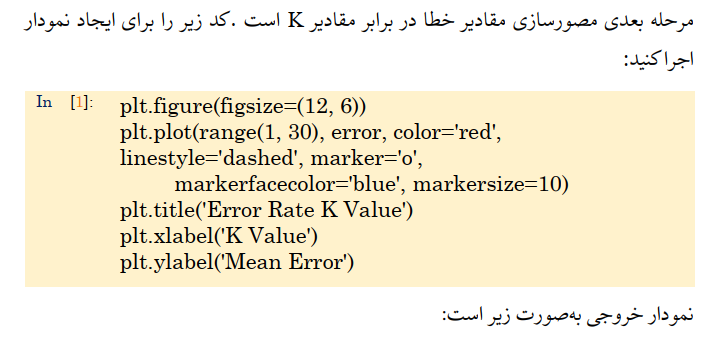 مرحله بعدی مصورسازی مقادیر خطا در برابر مقادیر K است .کد زیر را برای ایجاد نمودار
اجراکنید:
In [1]: plt.figure(figsize=(12, 6))
plt.plot(range(1, 30), error, color='red',
linestyle='dashed', marker='o',
markerfacecolor='blue', markersize=10)
plt.title('Error Rate K Value')
plt.xlabel('K Value')
plt.ylabel('Mean Error')
نمودار خروجی به‌صورت زیر است: